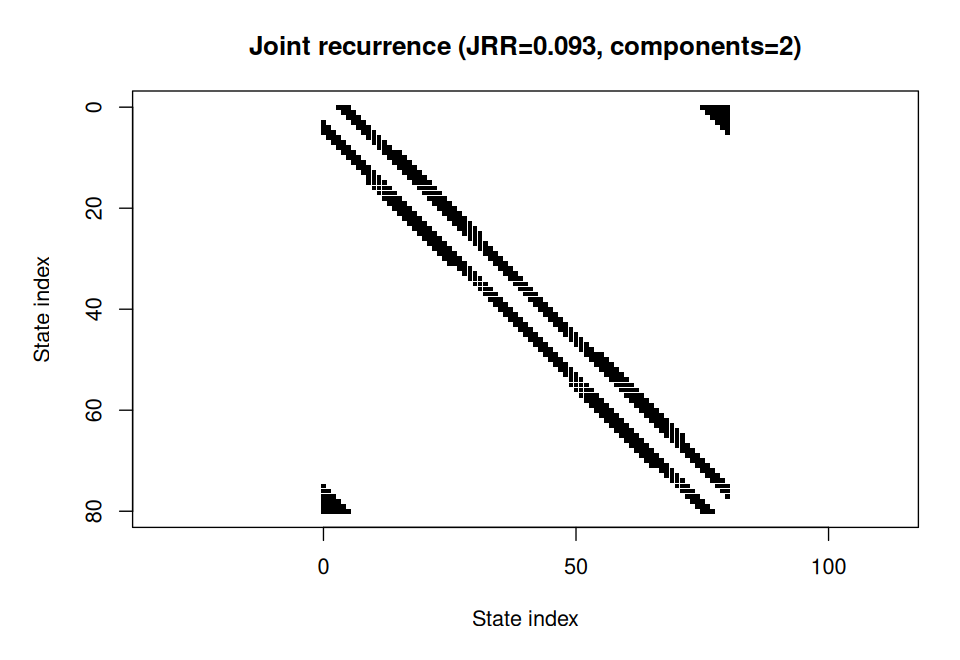 Joint recurrence (JRR=0.093, components=2)
0
20
40
60
80
State index
0
50
100
State index